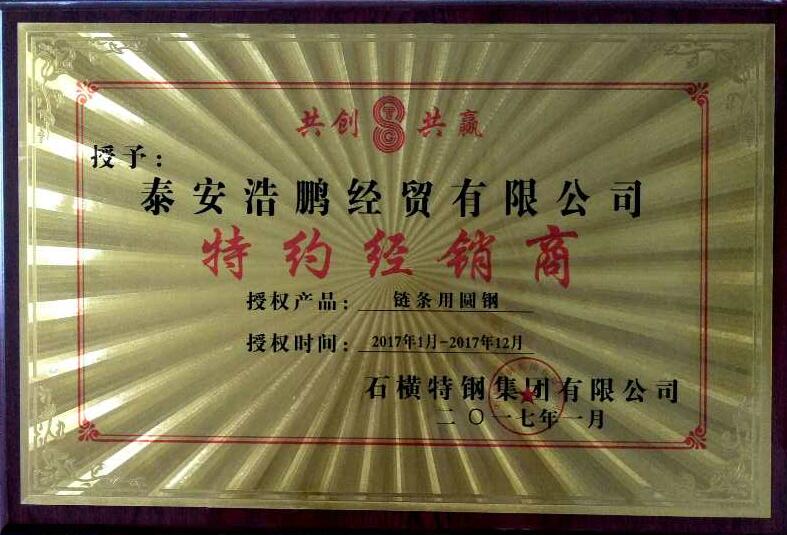 共创 共赢
授予：
泰安浩鹏经贸有限公司
特约经销商
授权产品：链条用圆钢
授权时间：2017年1月-2017年12月
石横特钢集团有限公司
二〇一七年一月